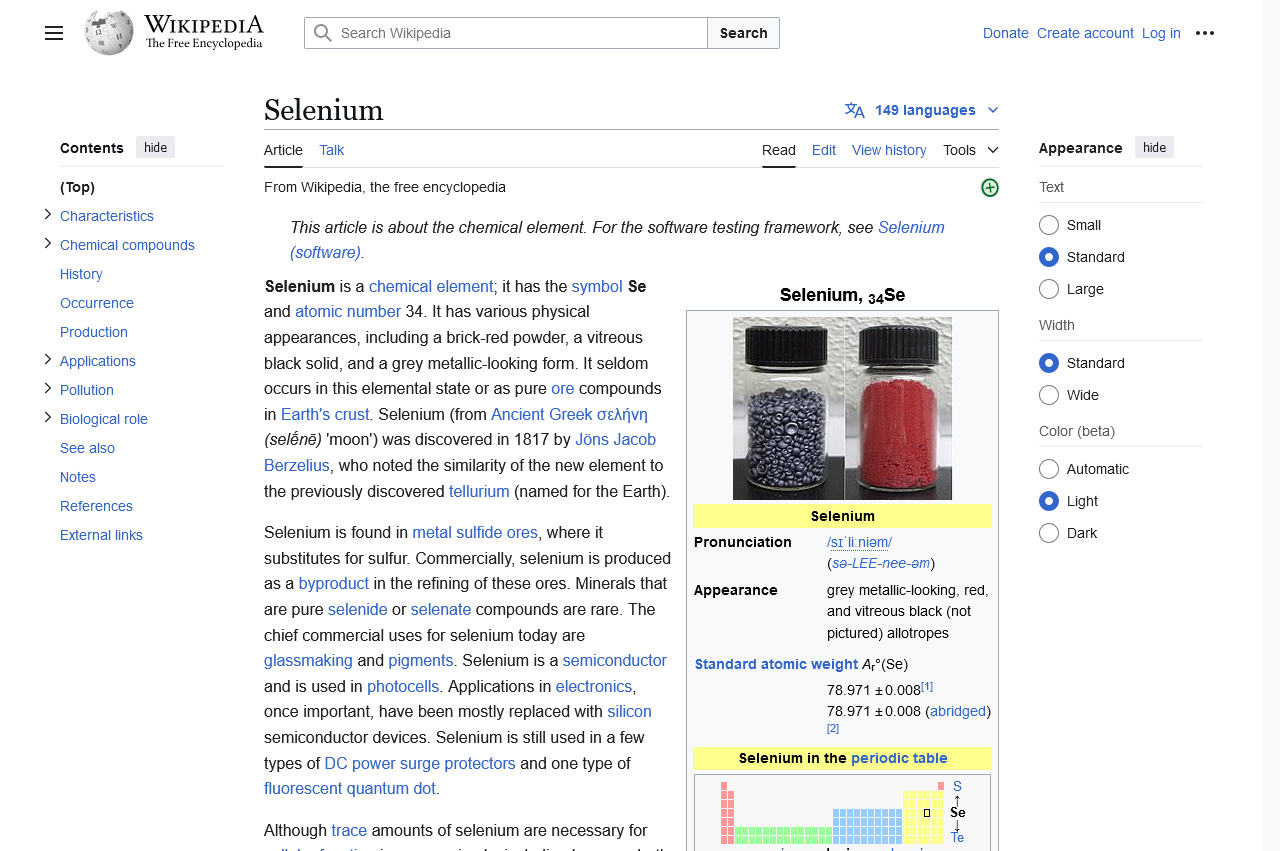 WIKIPEDIA
The Free Encyclopedia
Search Wikipedia
Search
Donate Create account Log in
Contents hide
(Top)
Characteristics
Chemical compounds
History
Occurrence
Production
Applications
Pollution
Biological role
See also
Notes
References
External links
Selenium
149 languages
Article Talk
Read Edit View history Tools
From Wikipedia, the free encyclopedia
This article is about the chemical element. For the software testing framework, see Selenium
(software).
Selenium is a chemical element; it has the symbol Se
and atomic number 34. It has various physical
appearances, including a brick-red powder, a vitreous
black solid, and a grey metallic-looking form. It seldom
occurs in this elemental state or as pure ore compounds
in Earth's crust. Selenium (from Ancient Greek σελήνη
(selḗnē) 'moon') was discovered in 1817 by Jöns Jacob
Berzelius, who noted the similarity of the new element to
the previously discovered tellurium (named for the Earth).
Selenium is found in metal sulfide ores, where it
substitutes for sulfur. Commercially, selenium is produced
as a byproduct in the refining of these ores. Minerals that
are pure selenide or selenate compounds are rare. The
chief commercial uses for selenium today are
glassmaking and pigments. Selenium is a semiconductor
and is used in photocells. Applications in electronics,
once important, have been mostly replaced with silicon
semiconductor devices. Selenium is still used in a few
types of DC power surge protectors and one type of
fluorescent quantum dot.
Although trace amounts of selenium are necessary for
Selenium, ₃₄Se
Selenium
Pronunciation /sɪˈliːniəm/
(sə-LEE-nee-əm)
Appearance grey metallic-looking, red,
and vitreous black (not
pictured) allotropes
Standard atomic weight Aᵣ°(Se)
78.971 ± 0.008[1]
78.971 ± 0.008 (abridged)
[2]
Selenium in the periodic table
S
↑
Se
↓
Te
Appearance hide
Text
Small
Standard
Large
Width
Standard
Wide
Color (beta)
Automatic
Light
Dark